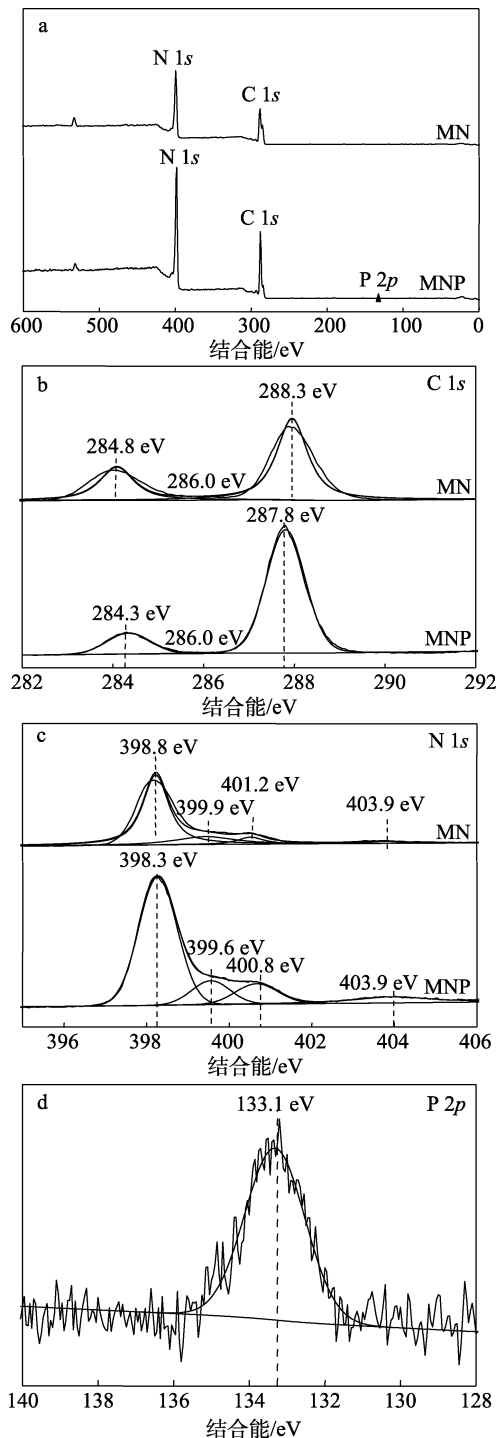 a
N 1s
C 1s
MN
N 1s
C 1s
P 2p
MNP
600 500 400 300 200 100 0
结合能/eV
b
C 1s
288.3 eV
284.8 eV
286.0 eV
MN
287.8 eV
284.3 eV
286.0 eV
MNP
282 284 286 288 290 292
结合能/eV
c
N 1s
398.8 eV
401.2 eV
399.9 eV
403.9 eV
MN
398.3 eV
399.6 eV
400.8 eV
403.9 eV
MNP
396 398 400 402 404 406
结合能/eV
d
133.1 eV
P 2p
140 138 136 134 132 130 128
结合能/eV